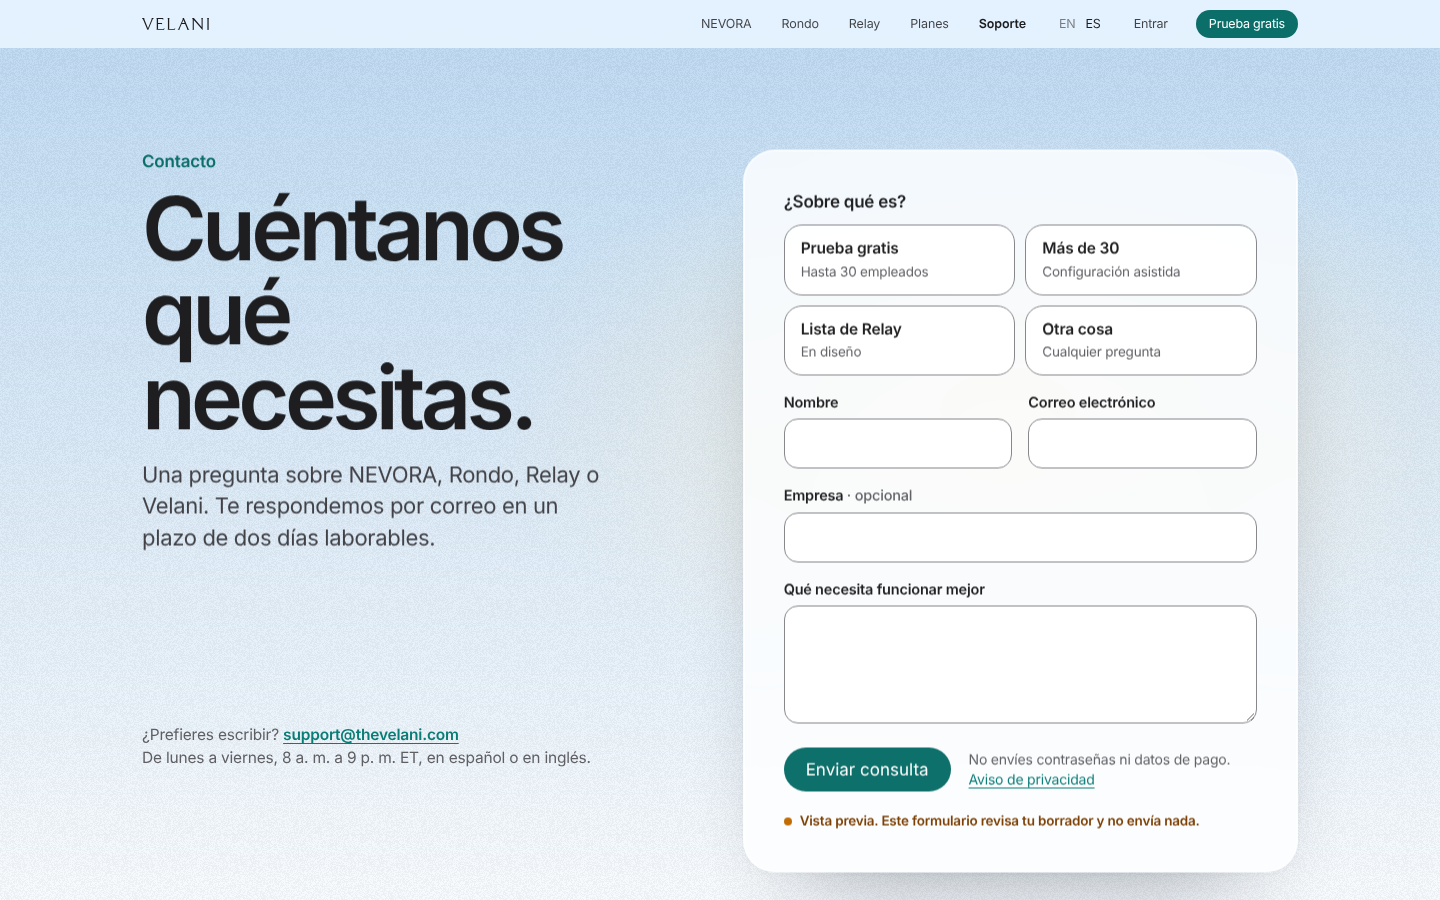 VELANI
NEVORA Rondo Relay Planes Soporte EN ES Entrar Prueba gratis
Contacto
Cuéntanos
qué
necesitas.
Una pregunta sobre NEVORA, Rondo, Relay o
Velani. Te respondemos por correo en un
plazo de dos días laborables.
¿Prefieres escribir? support@thevelani.com
De lunes a viernes, 8 a. m. a 9 p. m. ET, en español o en inglés.
¿Sobre qué es?
Prueba gratis
Hasta 30 empleados
Más de 30
Configuración asistida
Lista de Relay
En diseño
Otra cosa
Cualquier pregunta
Nombre
Correo electrónico
Empresa · opcional
Qué necesita funcionar mejor
Enviar consulta
No envíes contraseñas ni datos de pago.
Aviso de privacidad
Vista previa. Este formulario revisa tu borrador y no envía nada.